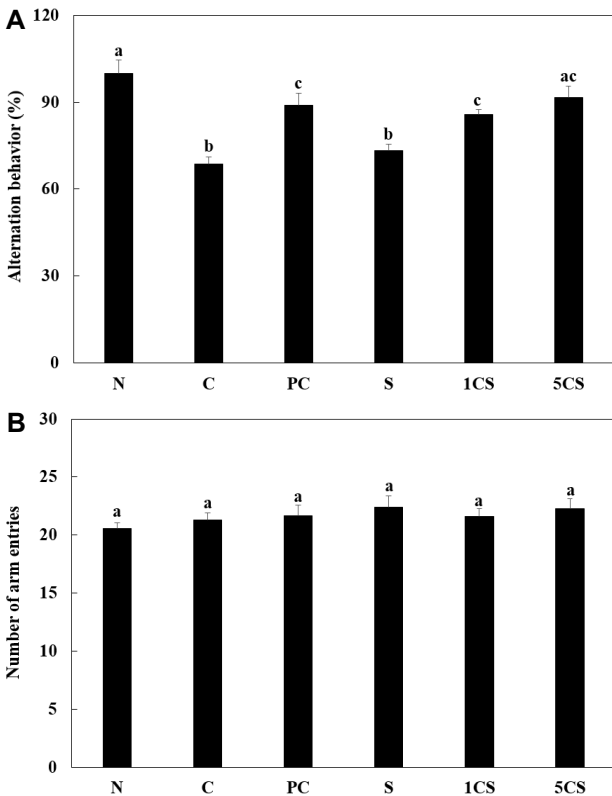 A
Alternation behavior (%)
120
90
60
30
0
a
b
c
b
c
ac
N C PC S 1CS 5CS
B
Number of arm entries
30
25
20
15
10
5
0
a
a
a
a
a
a
N C PC S 1CS 5CS